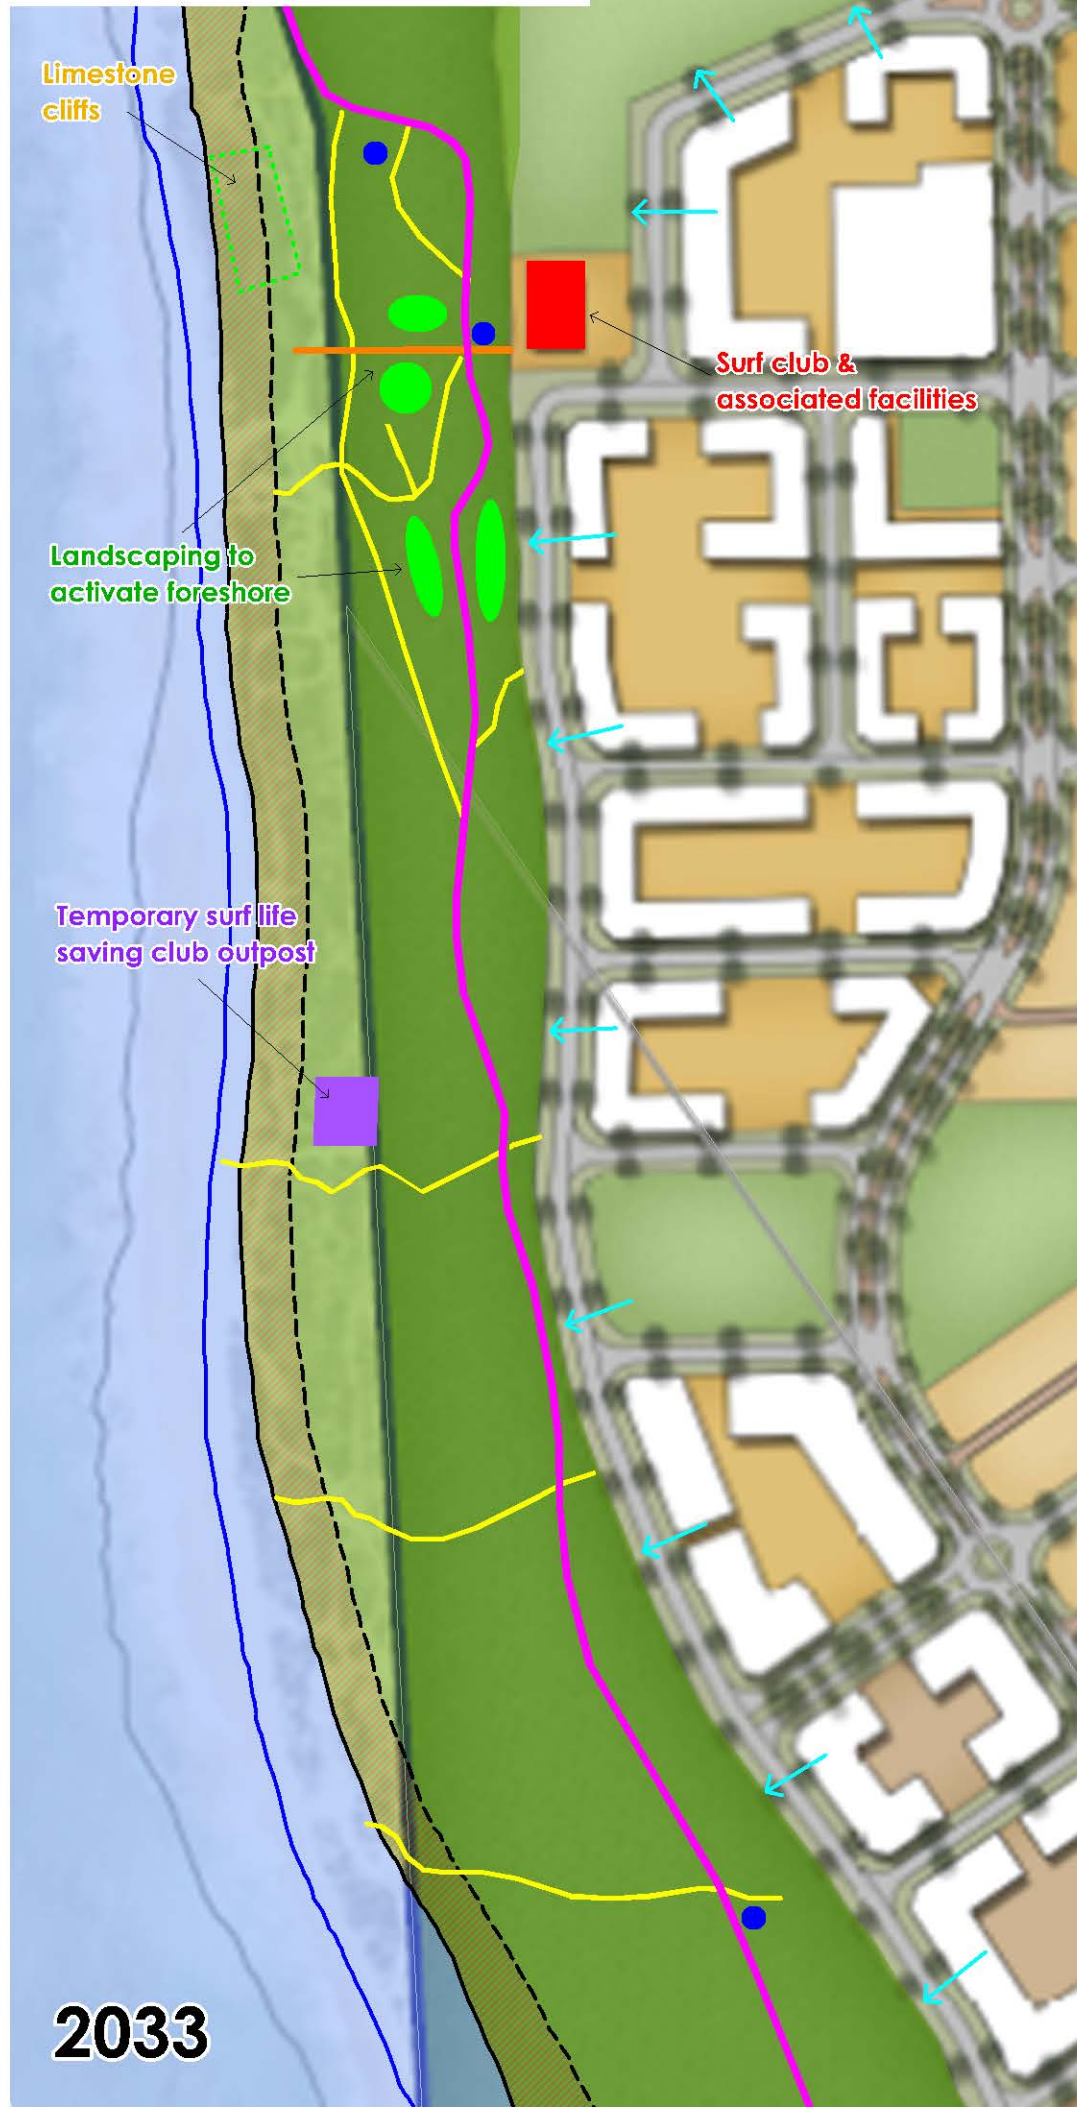 Limestone
cliffs
Surf club &
associated facilities
Landscaping to
activate foreshore
Temporary surf life
saving club outpost
2033